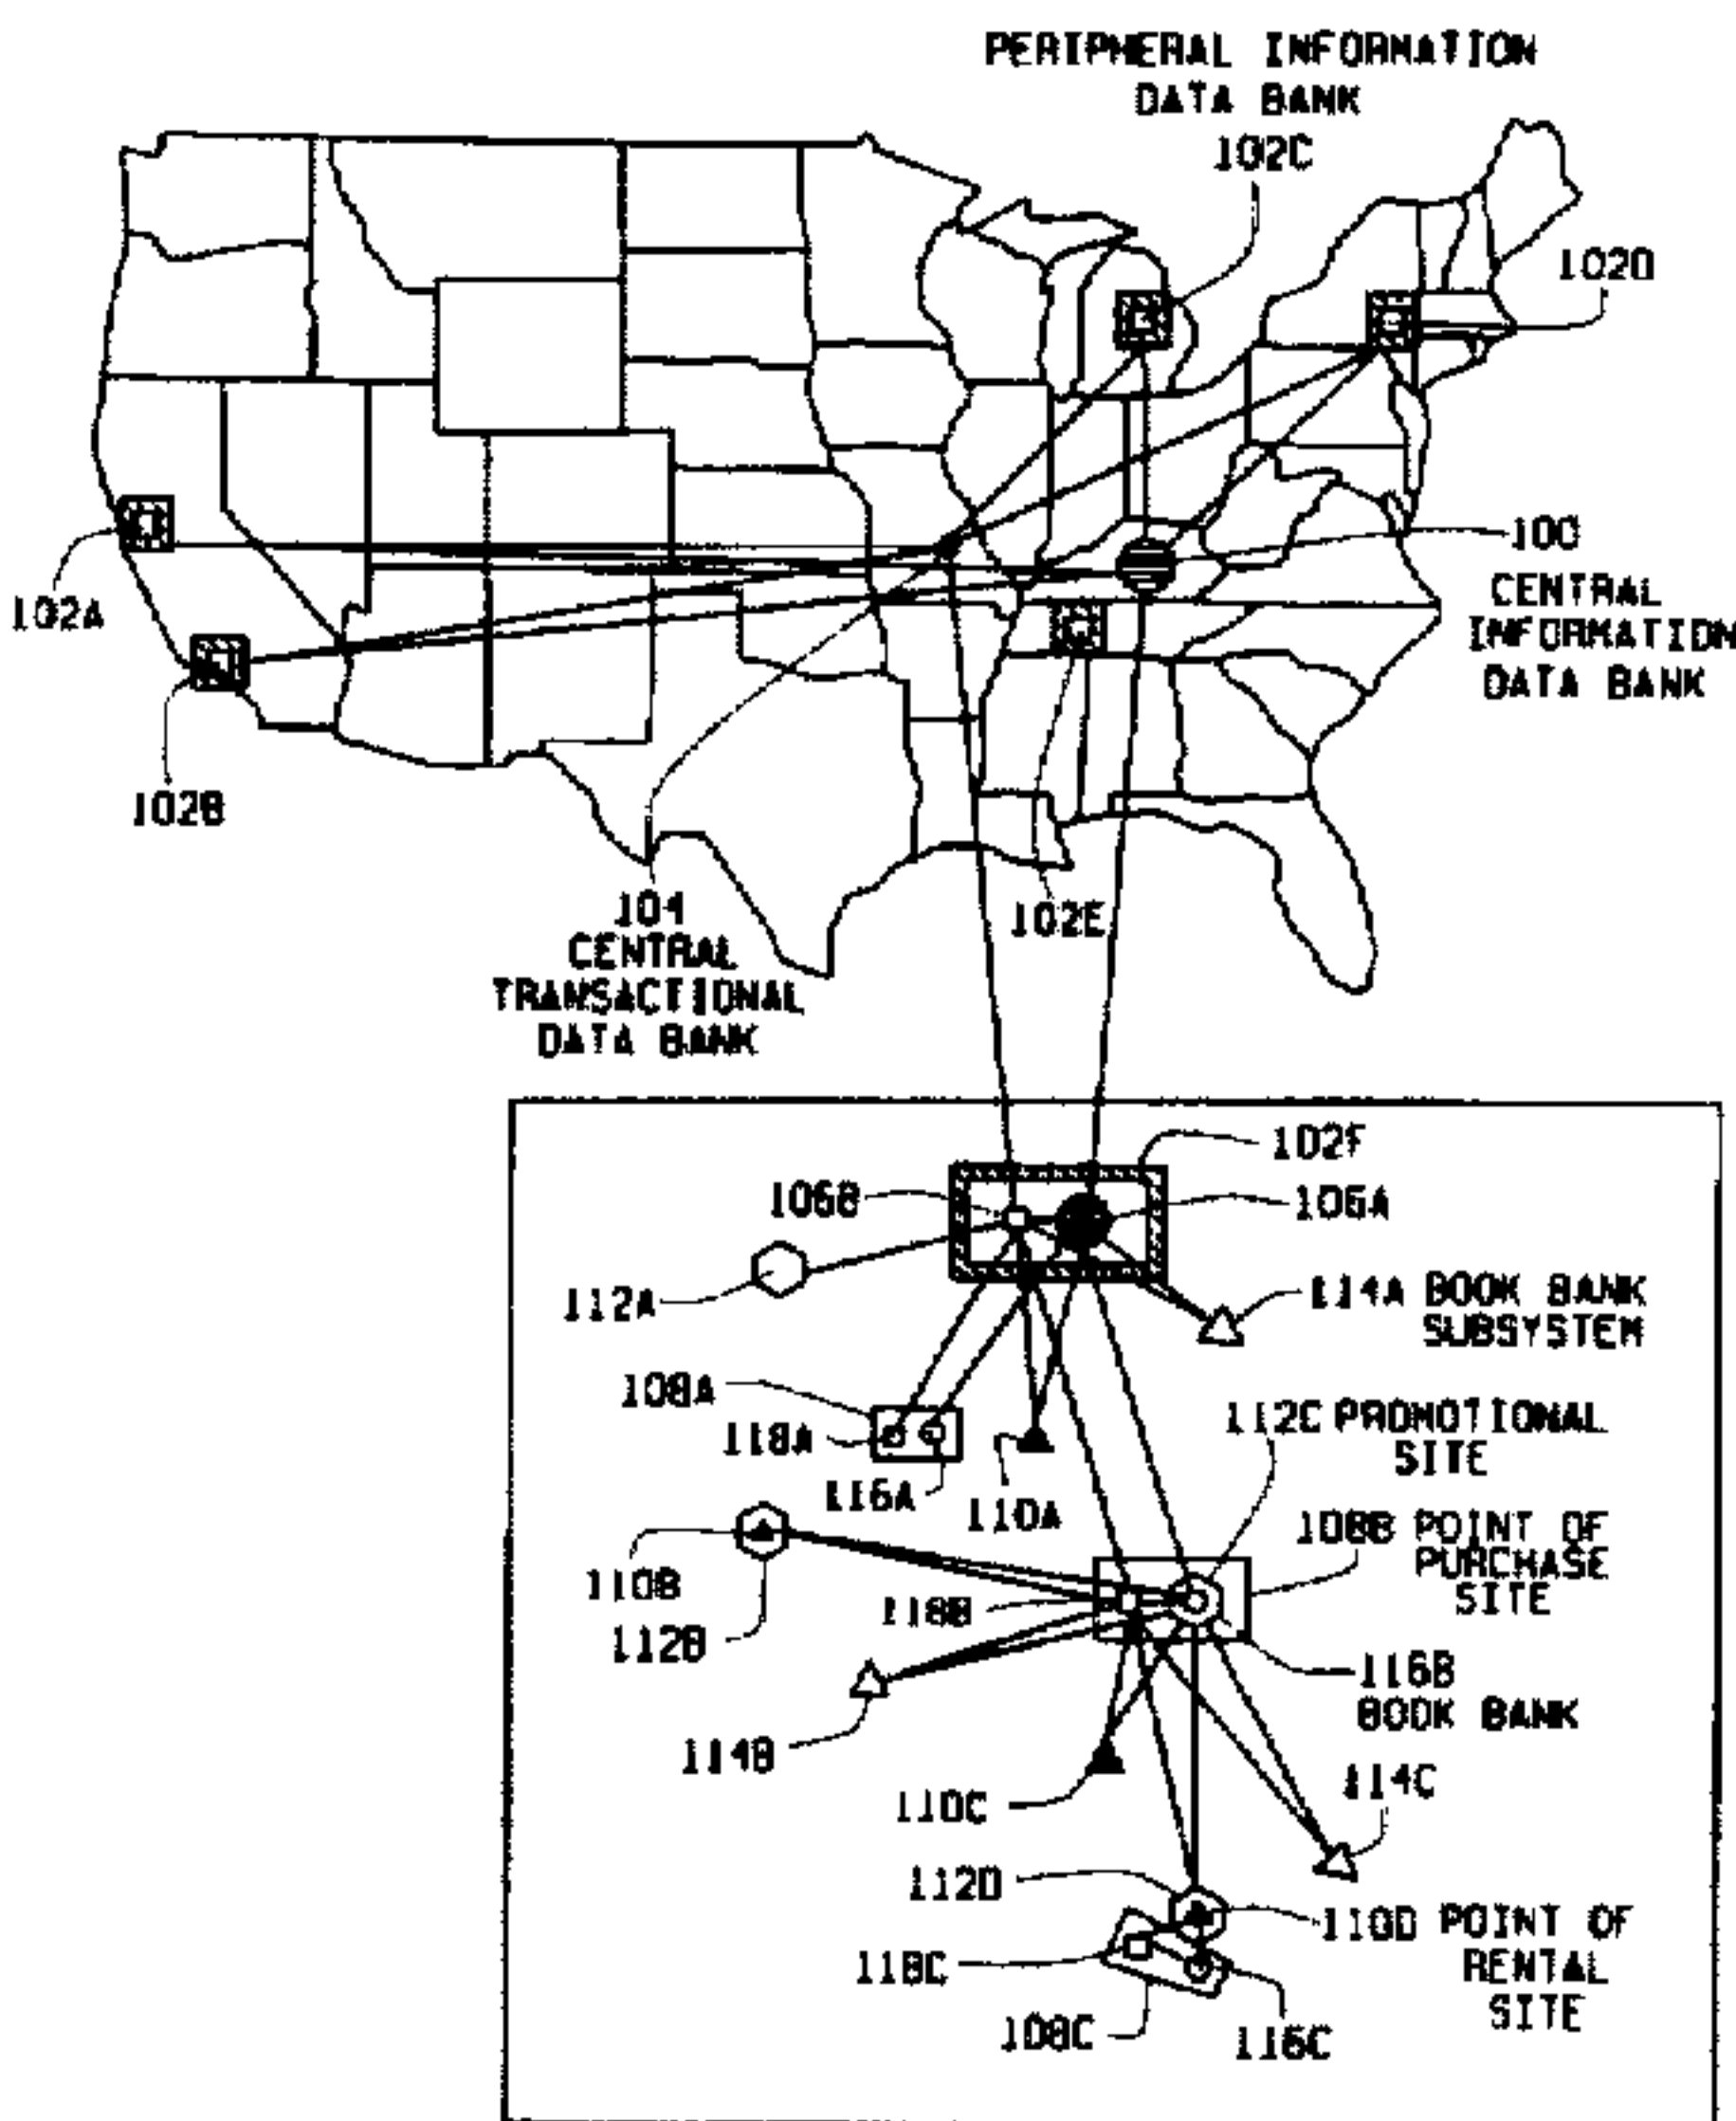 PERIPHERAL INFORMATION
DATA BANK
102C
102D
102A
100
CENTRAL
INFORMATION
DATA BANK
102B
104
CENTRAL
TRANSACTIONAL
DATA BANK
102E
102F
106B
106A
112A
114A BOOK BANK
SUBSYSTEM
108A
118A
116A
110A
112C PROMOTIONAL
SITE
108B POINT OF
PURCHASE
SITE
110B
118B
112B
116B
BOOK BANK
114B
114C
110C
112D
110D POINT OF
RENTAL
SITE
118C
108C
116C